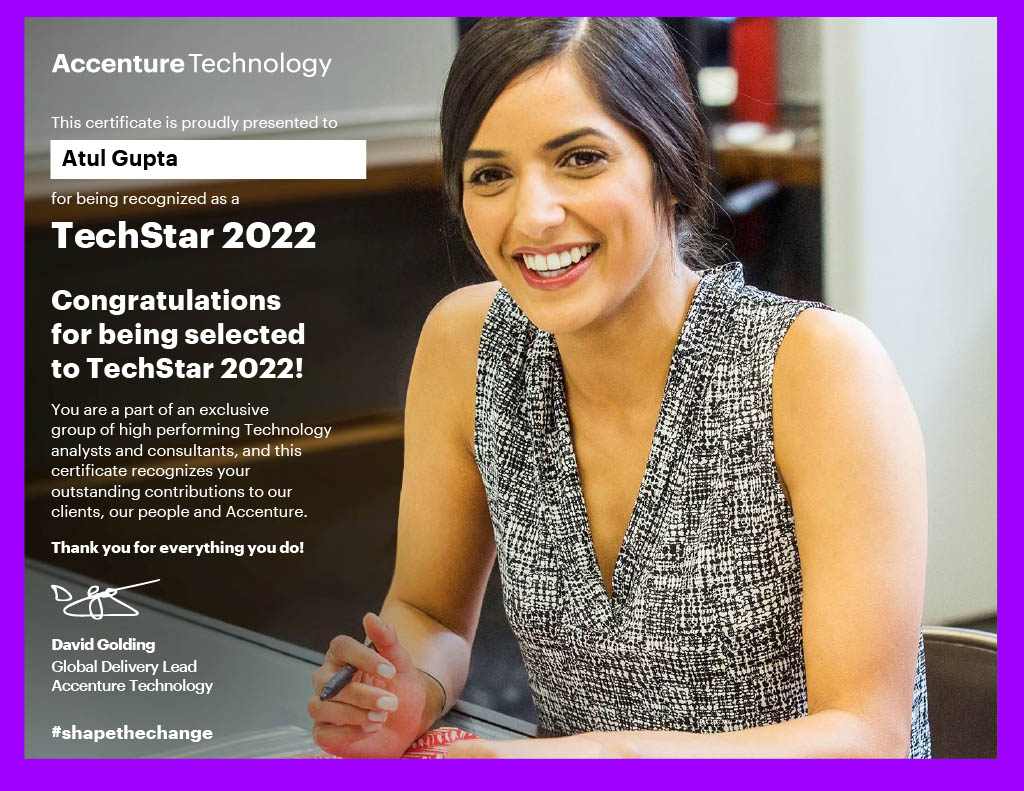 Accenture Technology
This certificate is proudly presented to
Atul Gupta
for being recognized as a
TechStar 2022
Congratulations
for being selected
to TechStar 2022!
You are a part of an exclusive
group of high performing Technology
analysts and consultants, and this
certificate recognizes your
outstanding contributions to our
clients, our people and Accenture.
Thank you for everything you do!
David Golding
Global Delivery Lead
Accenture Technology
#shapethechange